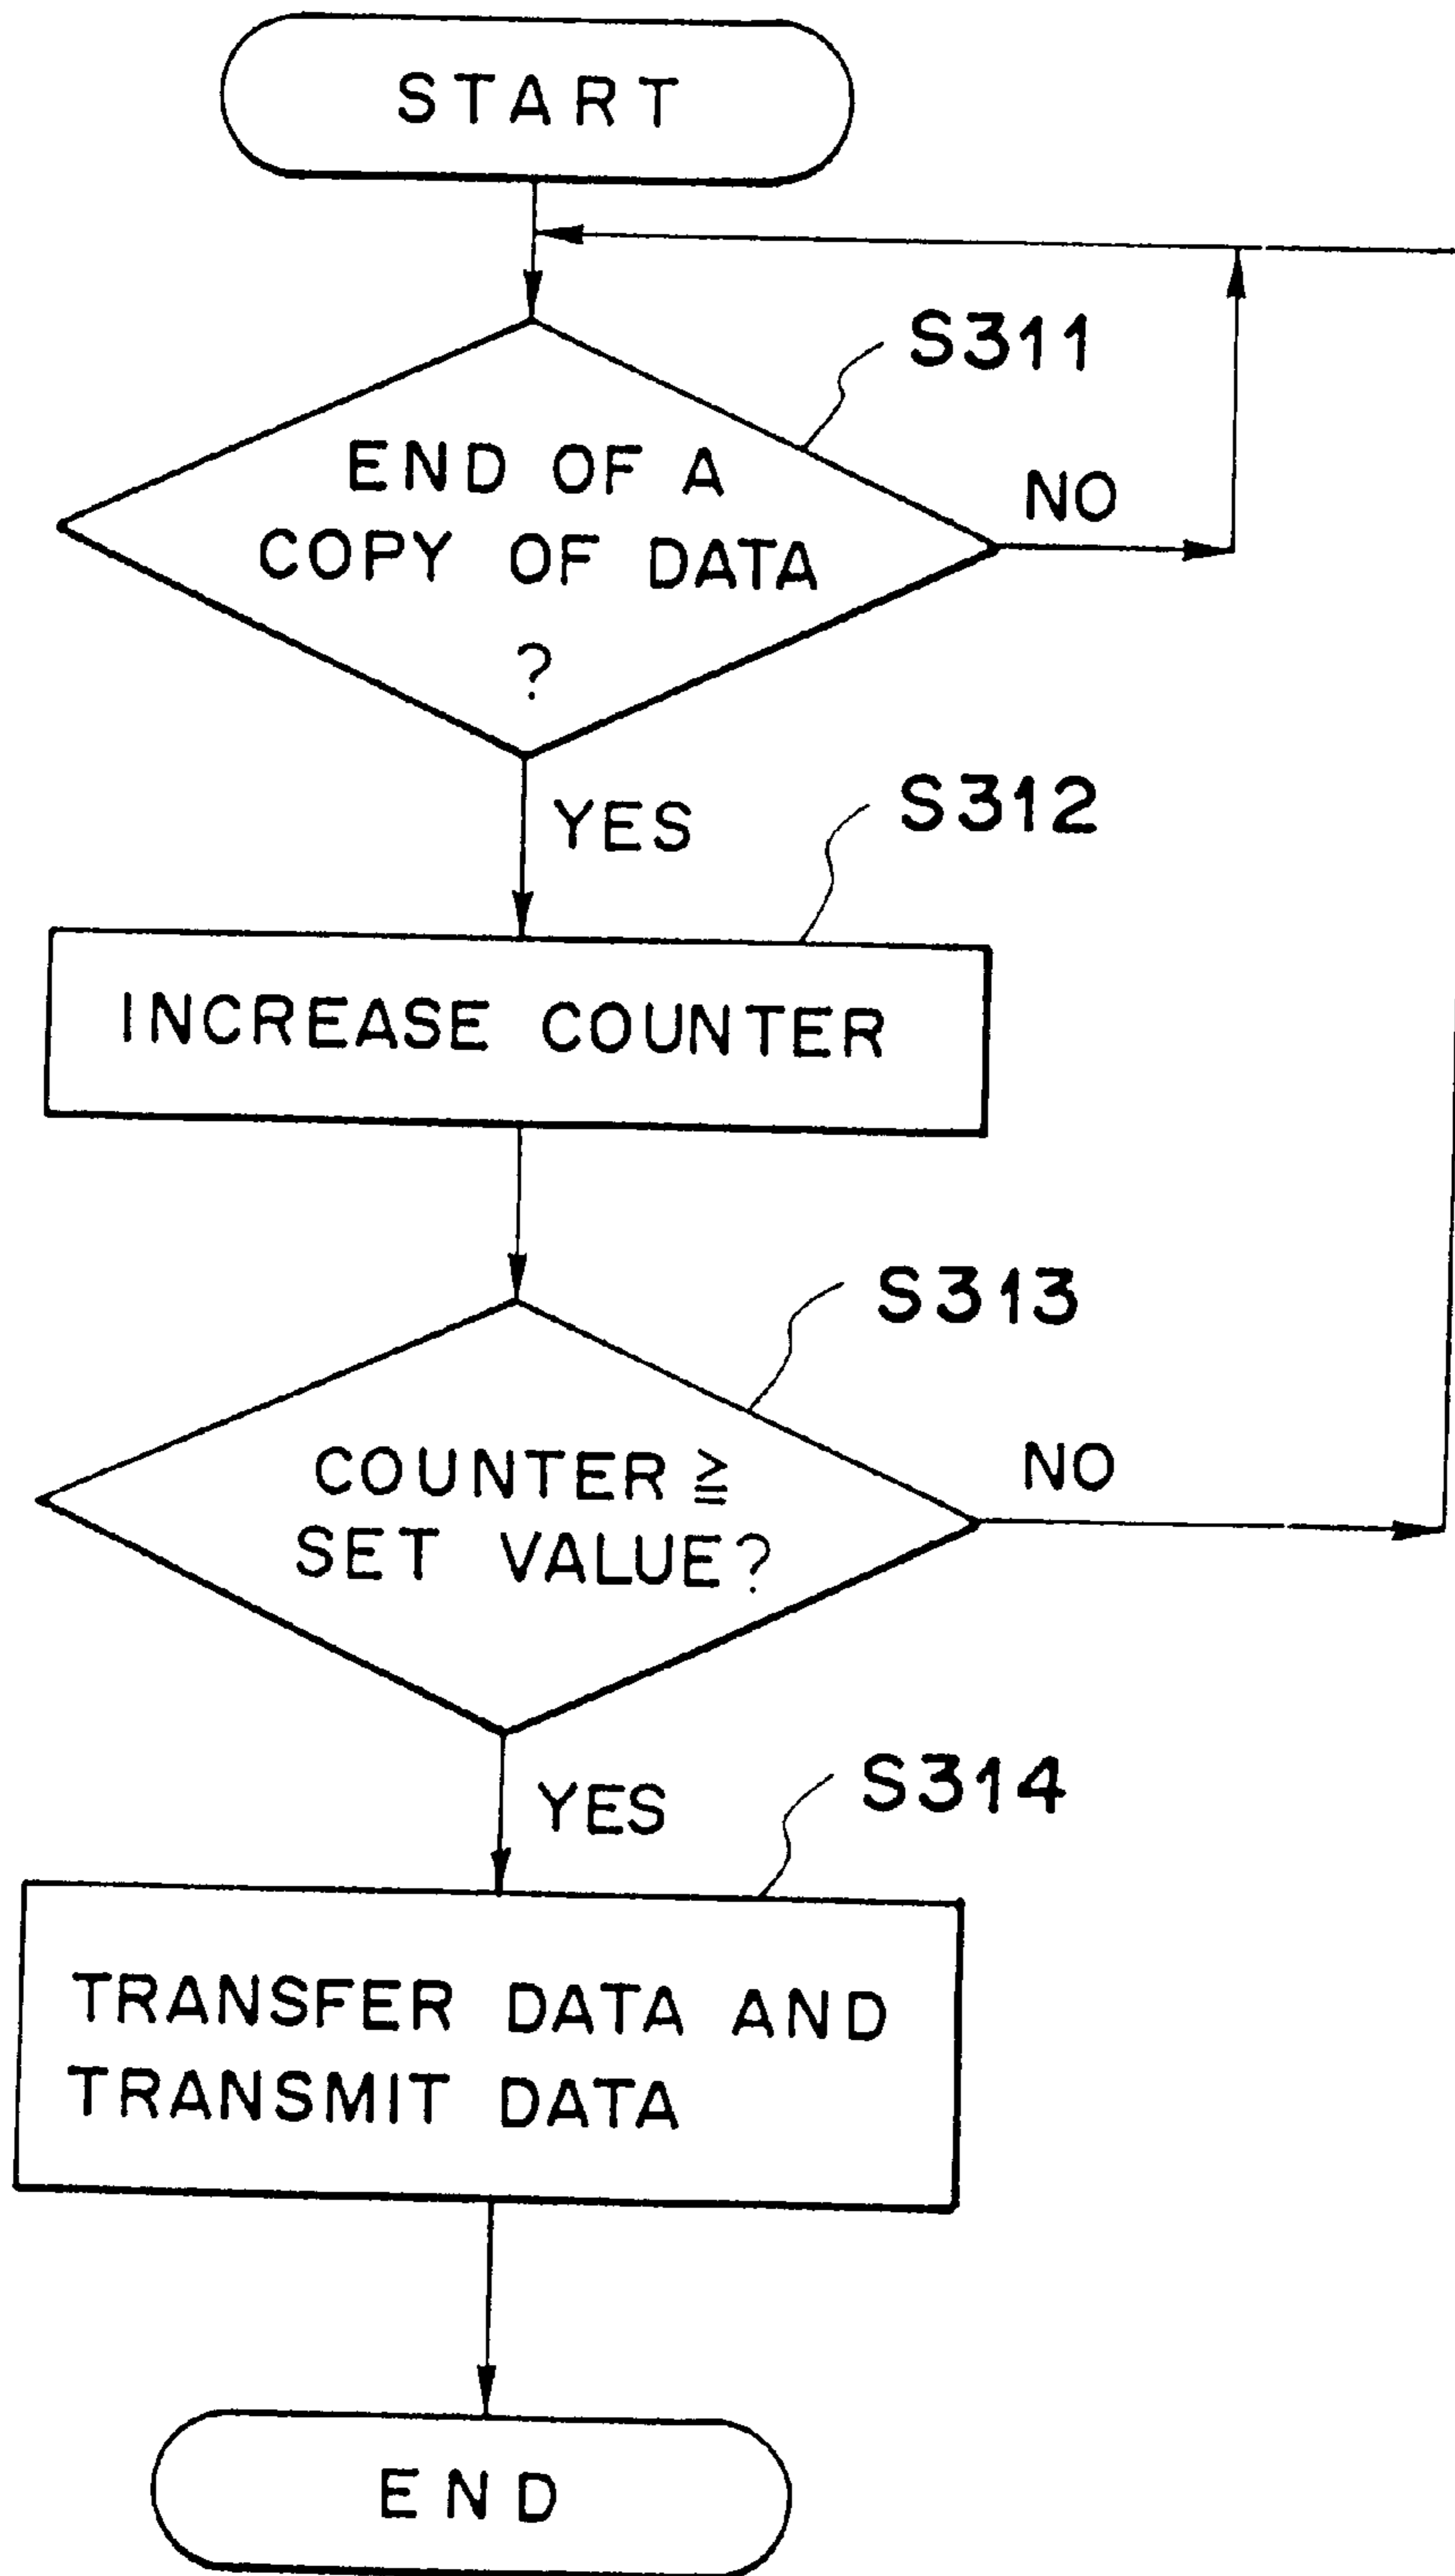 START
S311
END OF A
COPY OF DATA
?
NO
YES
S312
INCREASE COUNTER
S313
COUNTER ≧
SET VALUE?
NO
YES
S314
TRANSFER DATA AND
TRANSMIT DATA
END